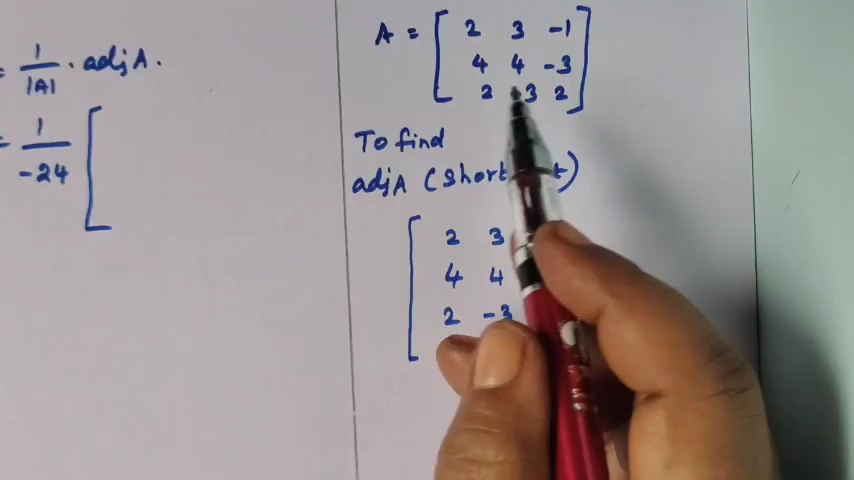 = 1/|A| · adjA.
= 1/-24 [
A = [ 2 3 -1
4 4 -3
2 3 2 ]
To find
adjA (Short t)
[ 2 3
4 4
2 -3